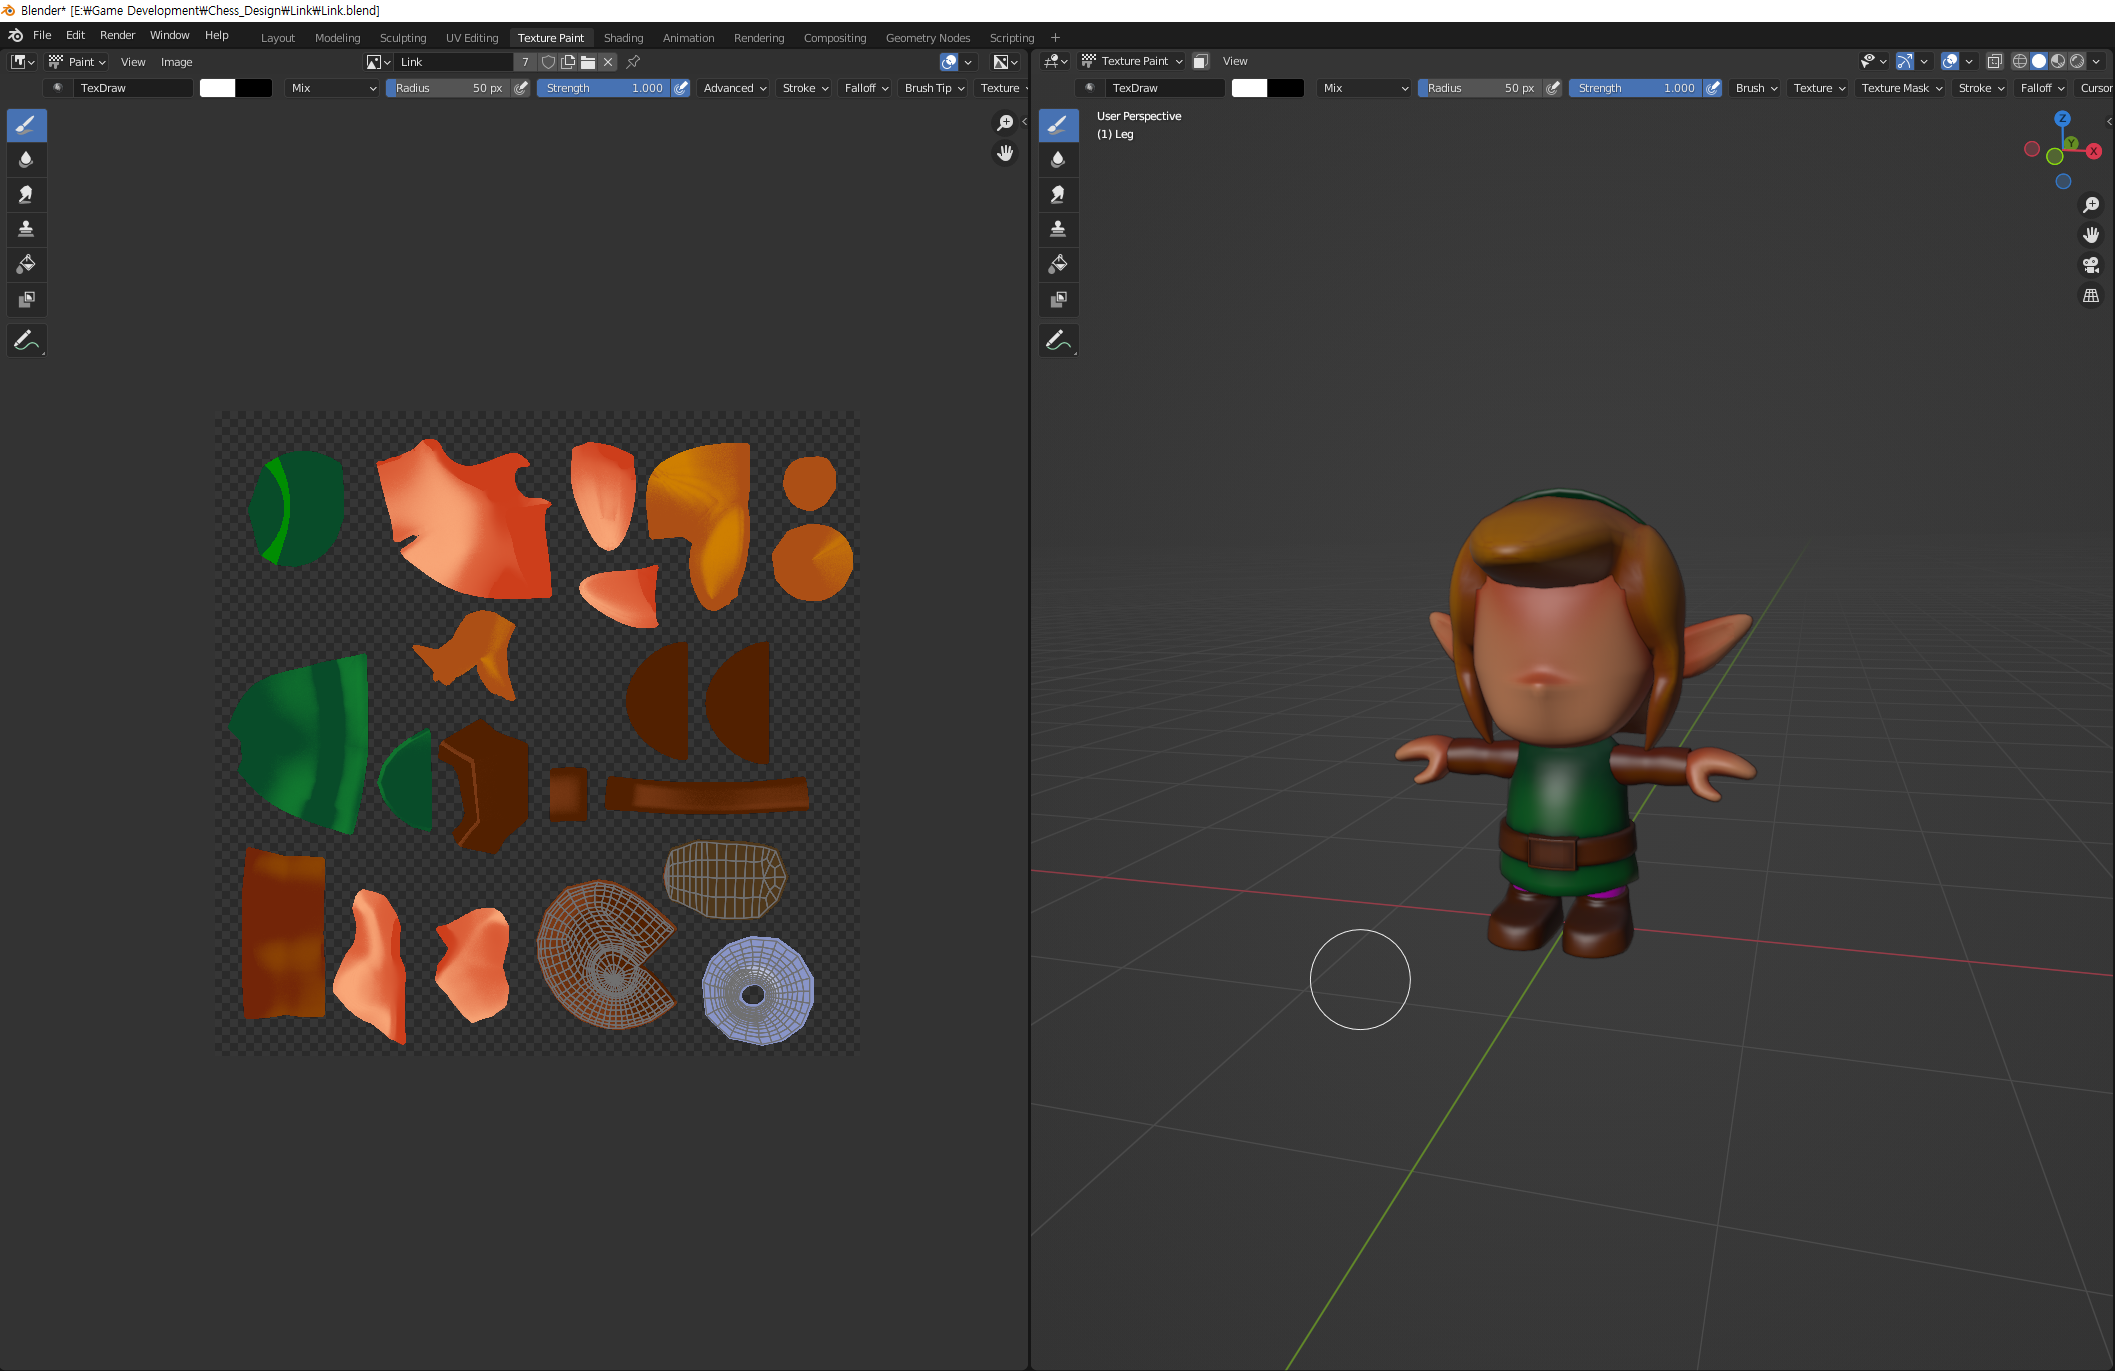 Blender* [E:₩Game Development₩Chess_Design₩Link₩Link.blend]
File Edit Render Window Help Layout Modeling Sculpting UV Editing Texture Paint Shading Animation Rendering Compositing Geometry Nodes Scripting +
Paint View Image Link 7
TexDraw Mix Radius 50 px Strength 1.000 Advanced Stroke Falloff Brush Tip Texture
Texture Paint View
TexDraw Mix Radius 50 px Strength 1.000 Brush Texture Texture Mask Stroke Falloff Cursor
User Perspective
(1) Leg
Z
Y
X